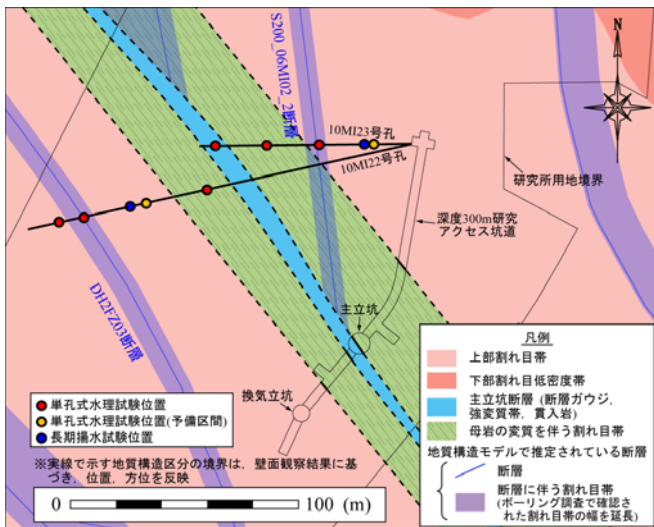 N
S200_06MI02_2断層
10MI23号孔
10MI22号孔
研究所用地境界
深度300m研究
アクセス坑道
DH2FZ03断層
主立坑
換気立坑
単孔式水理試験位置
単孔式水理試験位置(予備区間)
長期揚水試験位置
※実線で示す地質構造区分の境界は，壁面観察結果に基
づき，位置，方位を反映
0 100 (m)
凡例
上部割れ目帯
下部割れ目低密度帯
主立坑断層 (断層ガウジ，
強変質帯，貫入岩)
母岩の変質を伴う割れ目帯
地質構造モデルで推定されている断層
断層
断層に伴う割れ目帯
(ボーリング調査で確認さ
れた割れ目帯の幅を延長)